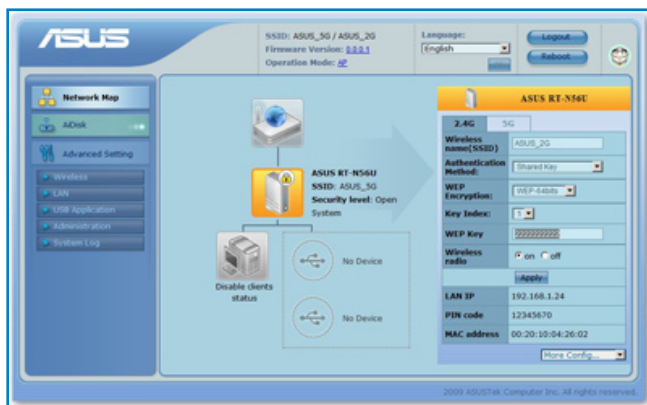 ASUS
SSID: ASUS_5G / ASUS_2G
Firmware Version: 0.0.0.1
Operation Mode: AP
Language:
English
Logout
Reboot
Network Map
AiDisk
Advanced Setting
Wireless
LAN
USB Application
Administration
System Log
ASUS RT-N56U
SSID: ASUS_5G
Security level: Open
System
Disable clients
status
No Device
No Device
ASUS RT-N56U
2.4G 5G
Wireless name(SSID) ASUS_2G
Authentication Method: Shared Key
WEP Encryption: WEP-64bits
Key Index: 1
WEP Key 2222222222
Wireless radio on off
Apply
LAN IP 192.168.1.24
PIN code 12345670
MAC address 00:20:10:04:26:02
More Config...
2009 ASUSTek Computer Inc. All rights reserved.